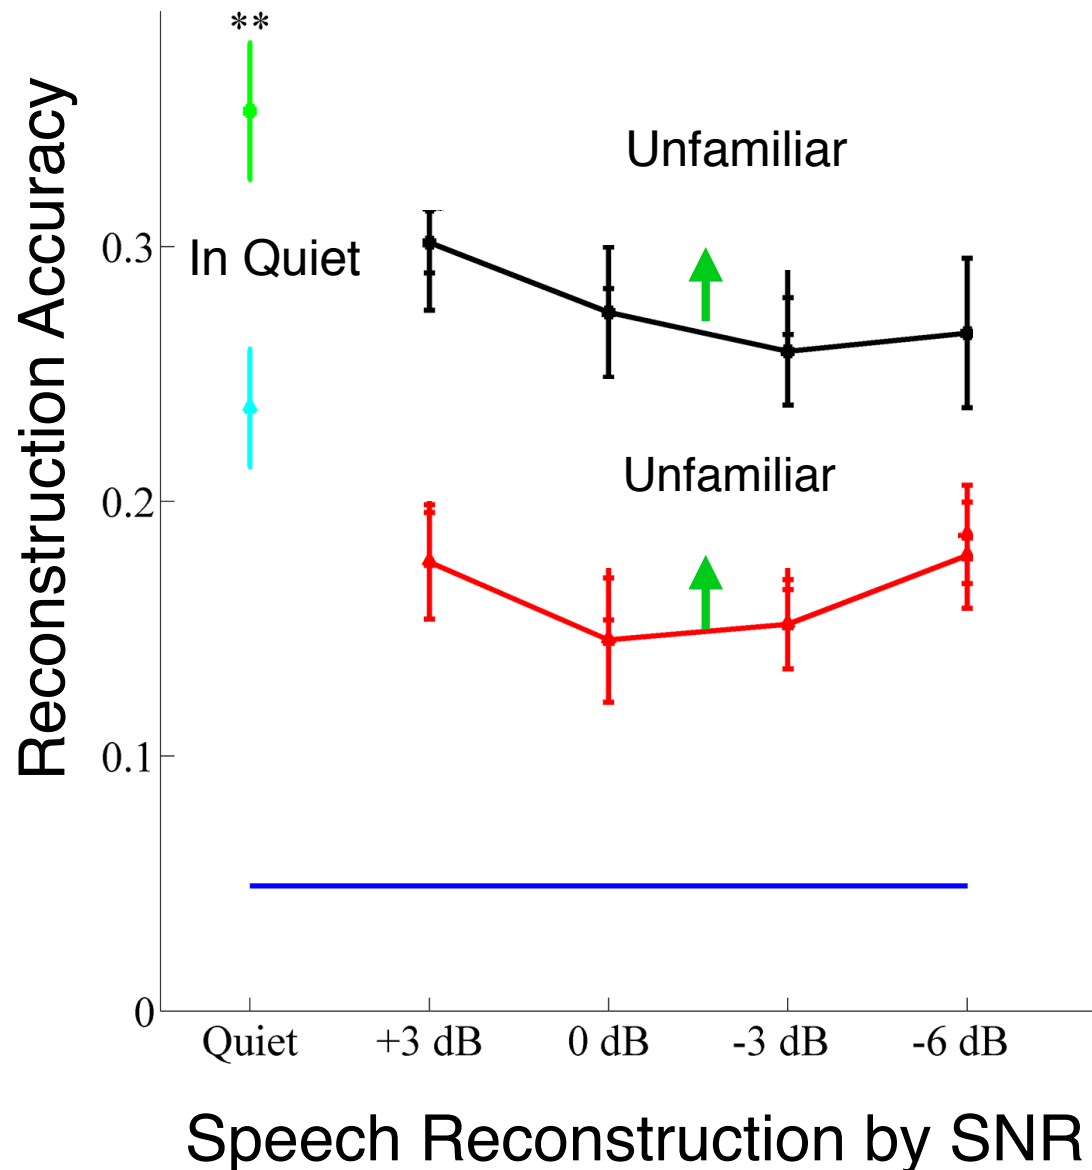 **
Unfamiliar
In Quiet
Unfamiliar
Reconstruction Accuracy
0.3
0.2
0.1
0
Quiet
+3 dB
0 dB
-3 dB
-6 dB
Speech Reconstruction by SNR